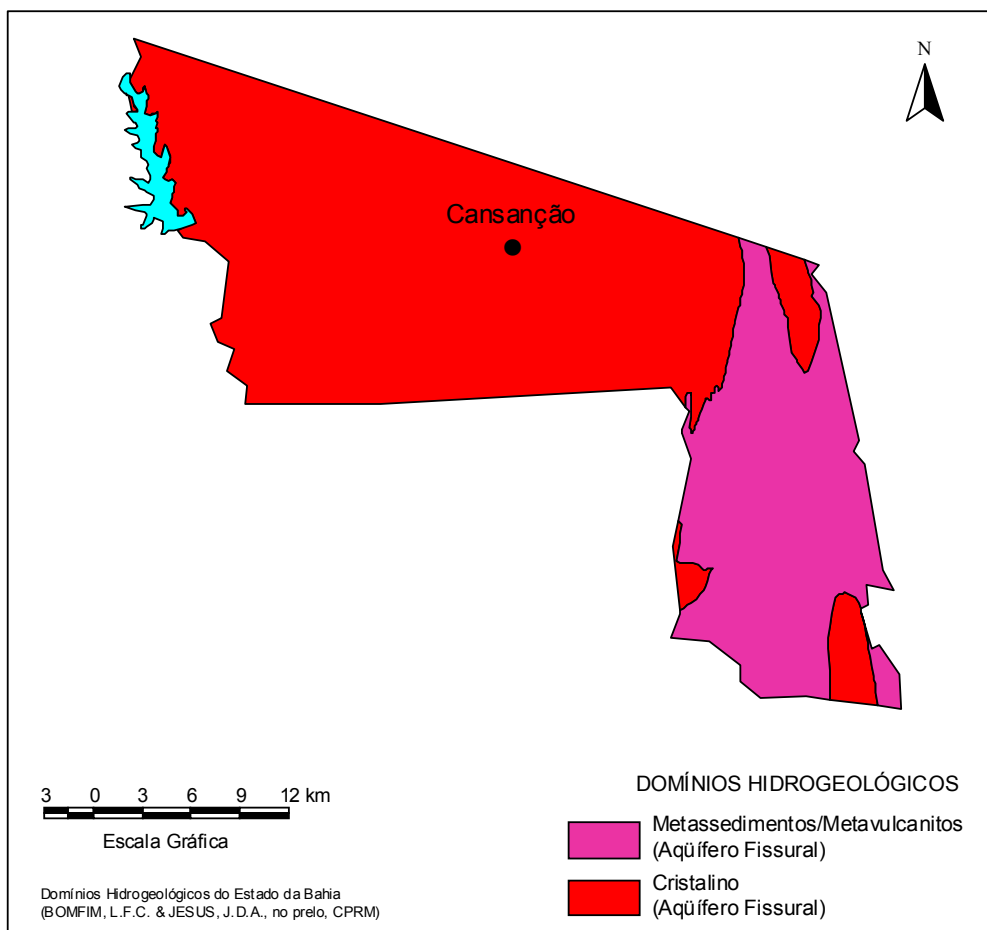 N
Cansanção
3 0 3 6 9 12 km
Escala Gráfica
Domínios Hidrogeológicos do Estado da Bahia
(BOMFIM, L.F.C. & JESUS, J.D.A., no prelo, CPRM)
DOMÍNIOS HIDROGEOLÓGICOS
Metassedimentos/Metavulcanitos
(Aqüífero Fissural)
Cristalino
(Aqüífero Fissural)